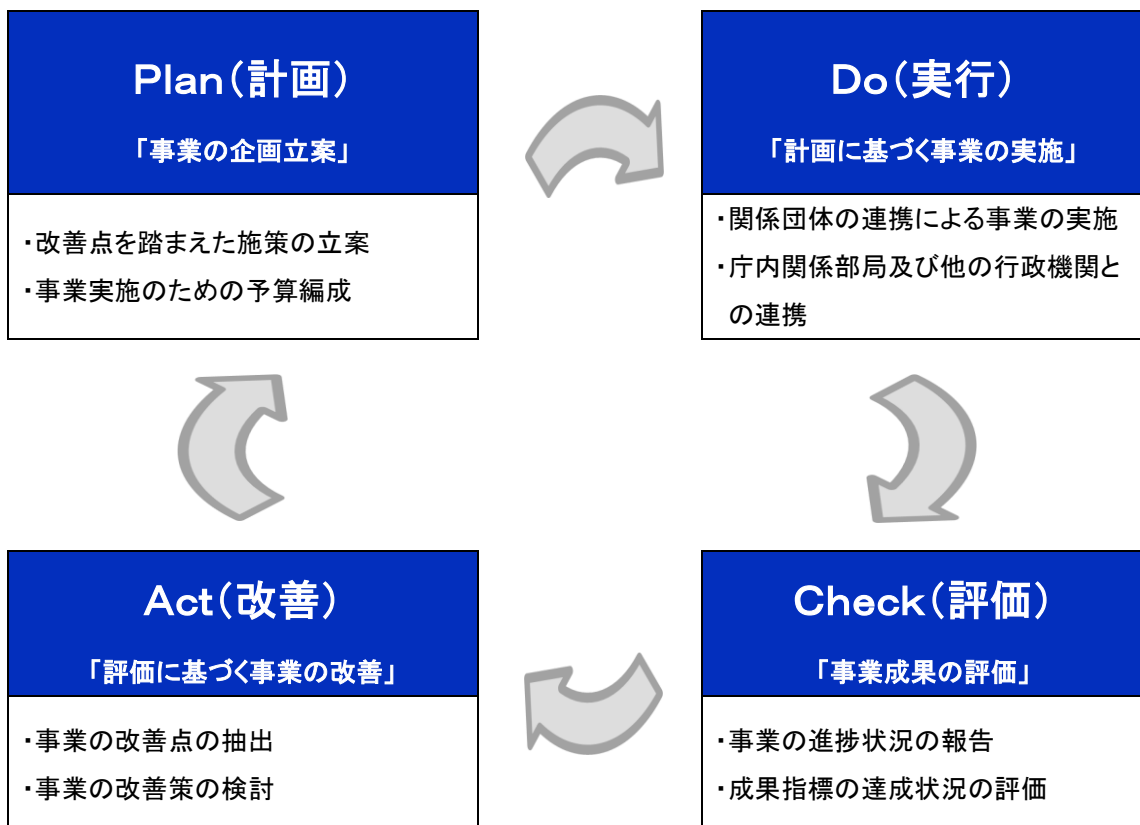 Plan(計画)
「事業の企画立案」
・改善点を踏まえた施策の立案
・事業実施のための予算編成
Do(実行)
「計画に基づく事業の実施」
・関係団体の連携による事業の実施
・庁内関係部局及び他の行政機関と
の連携
Check(評価)
「事業成果の評価」
・事業の進捗状況の報告
・成果指標の達成状況の評価
Act(改善)
「評価に基づく事業の改善」
・事業の改善点の抽出
・事業の改善策の検討